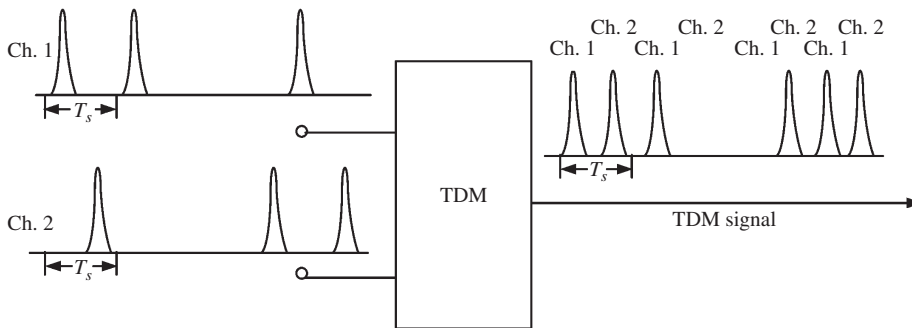 Ch. 1
Ts
Ch. 2
Ts
TDM
Ch. 2 Ch. 2 Ch. 2 Ch. 2
Ch. 1 Ch. 1 Ch. 1 Ch. 1
Ts
TDM signal